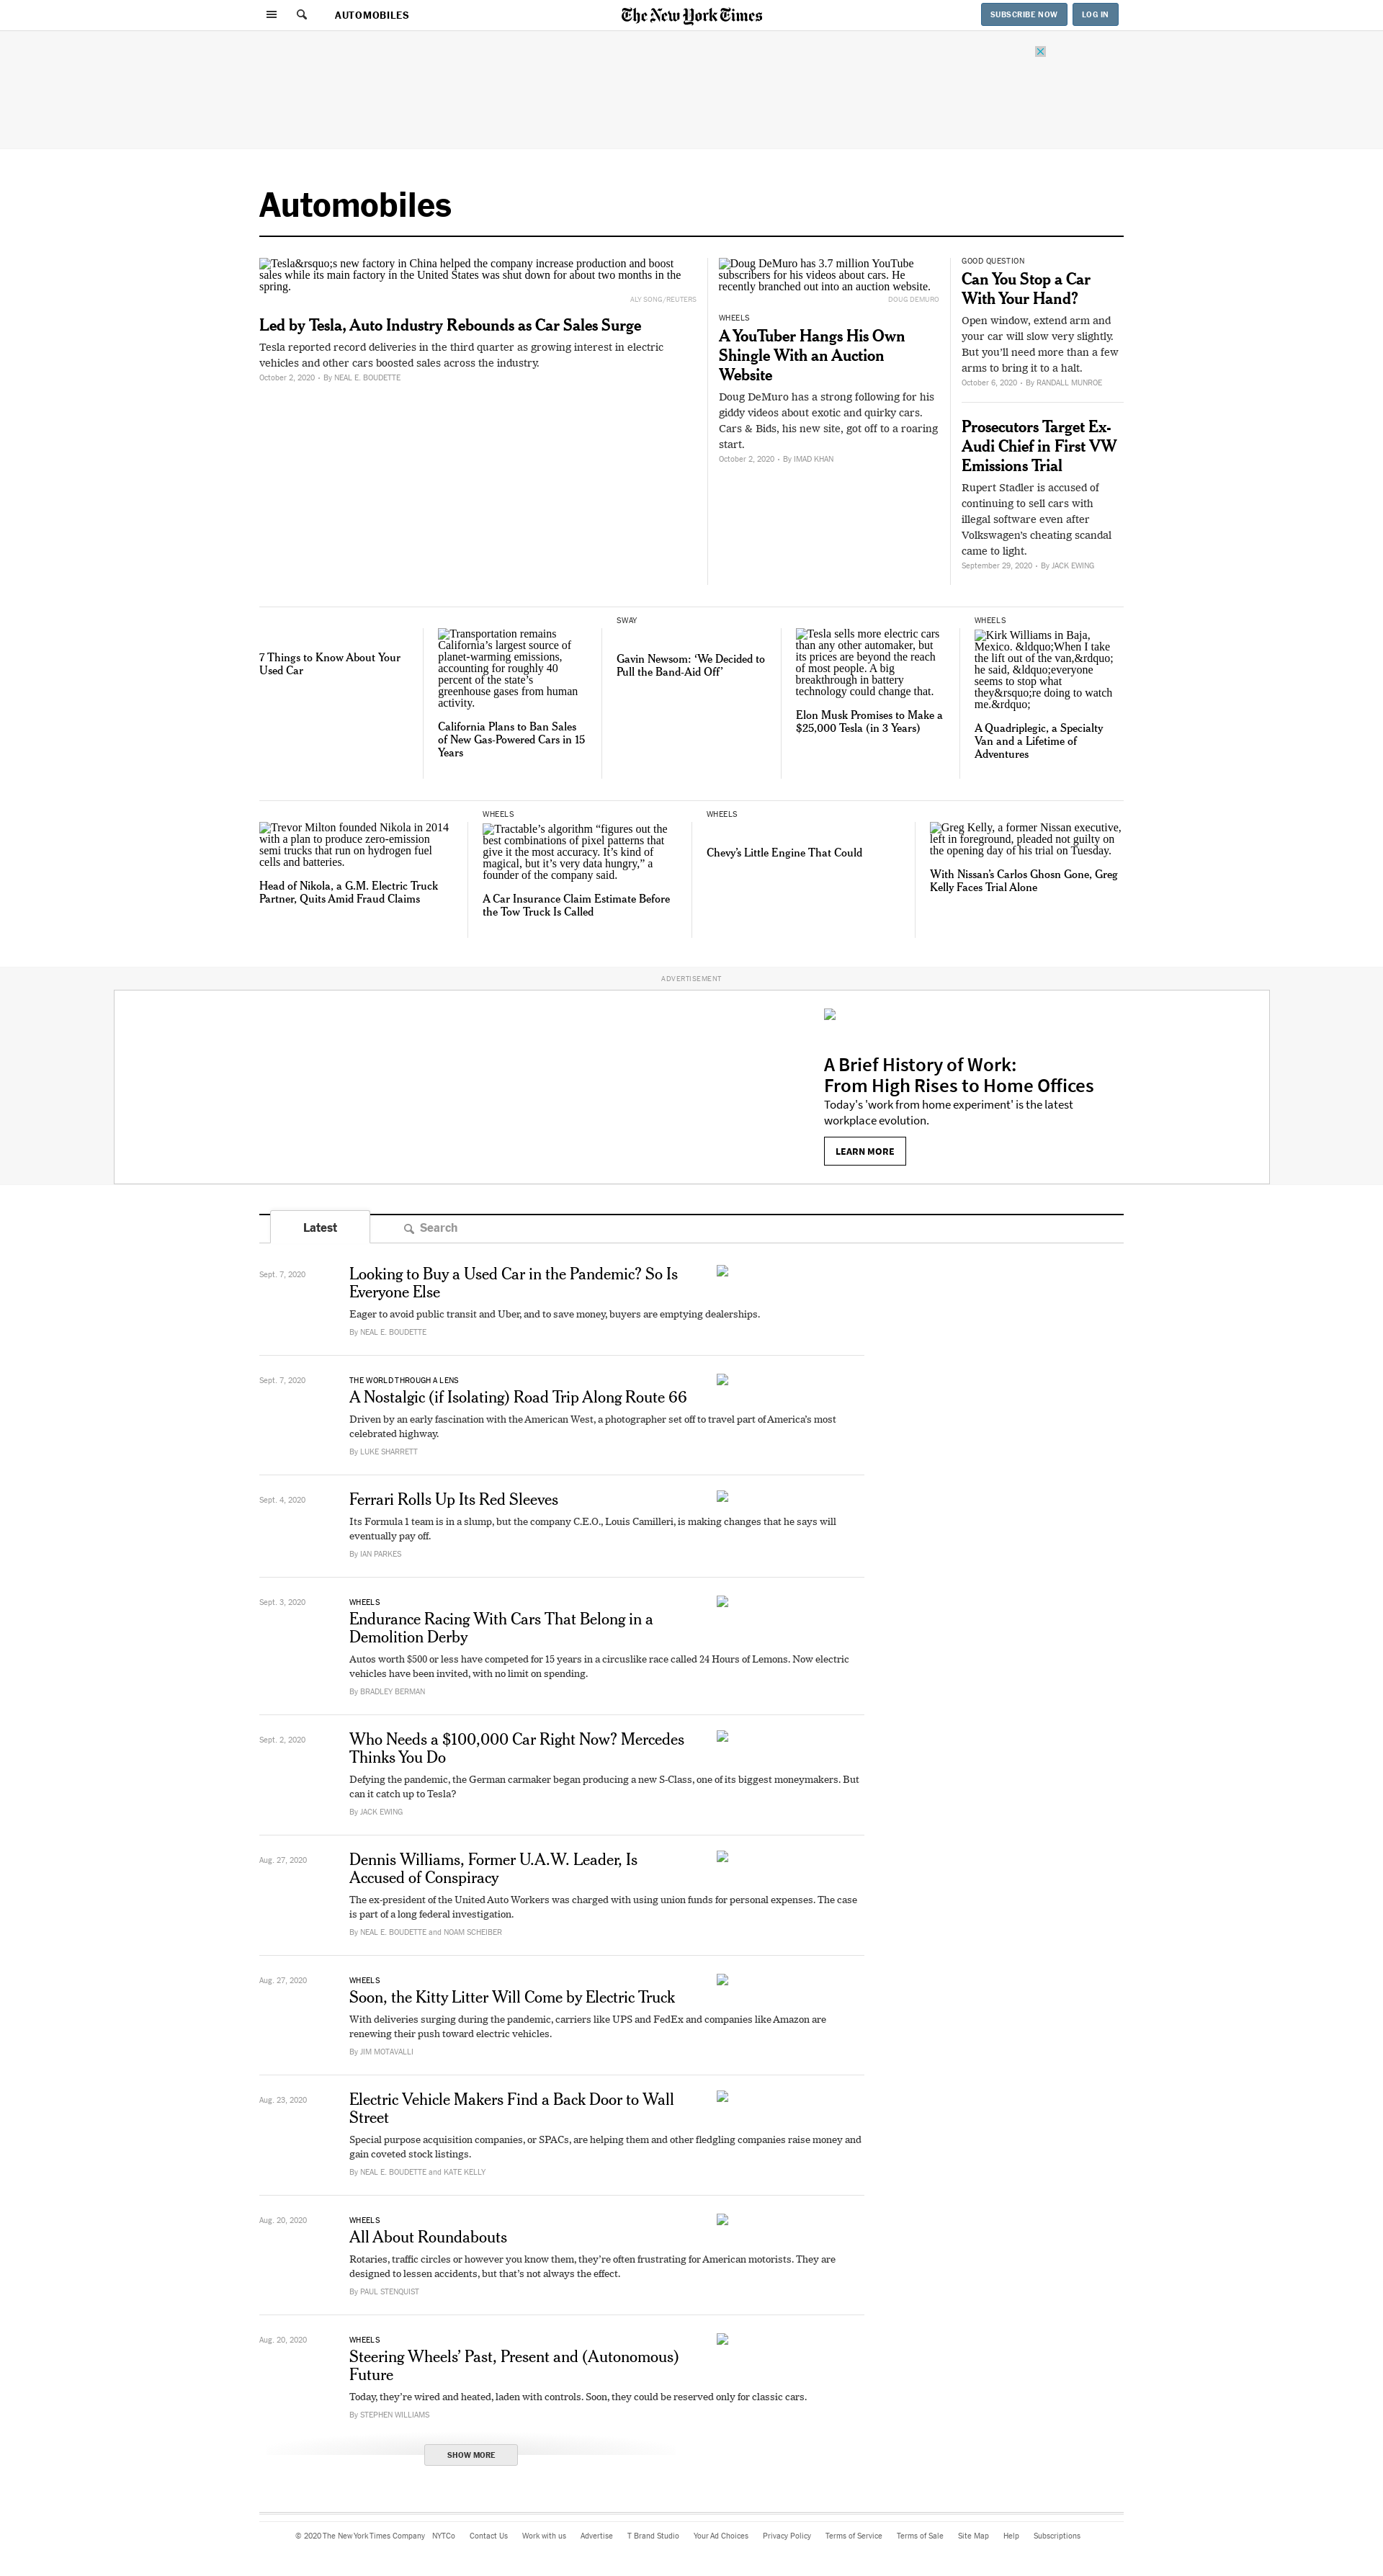 AUTOMOBILES
The New York Times
SUBSCRIBE NOW
LOG IN
Automobiles
Tesla&rsquo;s new factory in China helped the company increase production and boost
sales while its main factory in the United States was shut down for about two months in the
spring.
ALY SONG/REUTERS
Led by Tesla, Auto Industry Rebounds as Car Sales Surge
Tesla reported record deliveries in the third quarter as growing interest in electric
vehicles and other cars boosted sales across the industry.
October 2, 2020 • By NEAL E. BOUDETTE
Doug DeMuro has 3.7 million YouTube
subscribers for his videos about cars. He
recently branched out into an auction website.
DOUG DEMURO
WHEELS
A YouTuber Hangs His Own
Shingle With an Auction
Website
Doug DeMuro has a strong following for his
giddy videos about exotic and quirky cars.
Cars & Bids, his new site, got off to a roaring
start.
October 2, 2020 • By IMAD KHAN
GOOD QUESTION
Can You Stop a Car
With Your Hand?
Open window, extend arm and
your car will slow very slightly.
But you’ll need more than a few
arms to bring it to a halt.
October 6, 2020 • By RANDALL MUNROE
Prosecutors Target Ex-
Audi Chief in First VW
Emissions Trial
Rupert Stadler is accused of
continuing to sell cars with
illegal software even after
Volkswagen’s cheating scandal
came to light.
September 29, 2020 • By JACK EWING
7 Things to Know About Your
Used Car
Transportation remains
California’s largest source of
planet-warming emissions,
accounting for roughly 40
percent of the state’s
greenhouse gases from human
activity.
California Plans to Ban Sales
of New Gas-Powered Cars in 15
Years
SWAY
Gavin Newsom: ‘We Decided to
Pull the Band-Aid Off’
Tesla sells more electric cars
than any other automaker, but
its prices are beyond the reach
of most people. A big
breakthrough in battery
technology could change that.
Elon Musk Promises to Make a
$25,000 Tesla (in 3 Years)
WHEELS
Kirk Williams in Baja,
Mexico. &ldquo;When I take
the lift out of the van,&rdquo;
he said, &ldquo;everyone
seems to stop what
they&rsquo;re doing to watch
me.&rdquo;
A Quadriplegic, a Specialty
Van and a Lifetime of
Adventures
Trevor Milton founded Nikola in 2014
with a plan to produce zero-emission
semi trucks that run on hydrogen fuel
cells and batteries.
Head of Nikola, a G.M. Electric Truck
Partner, Quits Amid Fraud Claims
WHEELS
Tractable’s algorithm “figures out the
best combinations of pixel patterns that
give it the most accuracy. It’s kind of
magical, but it’s very data hungry,” a
founder of the company said.
A Car Insurance Claim Estimate Before
the Tow Truck Is Called
WHEELS
Chevy’s Little Engine That Could
Greg Kelly, a former Nissan executive,
left in foreground, pleaded not guilty on
the opening day of his trial on Tuesday.
With Nissan’s Carlos Ghosn Gone, Greg
Kelly Faces Trial Alone
ADVERTISEMENT
A Brief History of Work:
From High Rises to Home Offices
Today's 'work from home experiment' is the latest
workplace evolution.
LEARN MORE
Latest
Search
Sept. 7, 2020
Looking to Buy a Used Car in the Pandemic? So Is
Everyone Else
Eager to avoid public transit and Uber, and to save money, buyers are emptying dealerships.
By NEAL E. BOUDETTE
Sept. 7, 2020
THE WORLD THROUGH A LENS
A Nostalgic (if Isolating) Road Trip Along Route 66
Driven by an early fascination with the American West, a photographer set off to travel part of America’s most
celebrated highway.
By LUKE SHARRETT
Sept. 4, 2020
Ferrari Rolls Up Its Red Sleeves
Its Formula 1 team is in a slump, but the company C.E.O., Louis Camilleri, is making changes that he says will
eventually pay off.
By IAN PARKES
Sept. 3, 2020
WHEELS
Endurance Racing With Cars That Belong in a
Demolition Derby
Autos worth $500 or less have competed for 15 years in a circuslike race called 24 Hours of Lemons. Now electric
vehicles have been invited, with no limit on spending.
By BRADLEY BERMAN
Sept. 2, 2020
Who Needs a $100,000 Car Right Now? Mercedes
Thinks You Do
Defying the pandemic, the German carmaker began producing a new S-Class, one of its biggest moneymakers. But
can it catch up to Tesla?
By JACK EWING
Aug. 27, 2020
Dennis Williams, Former U.A.W. Leader, Is
Accused of Conspiracy
The ex-president of the United Auto Workers was charged with using union funds for personal expenses. The case
is part of a long federal investigation.
By NEAL E. BOUDETTE and NOAM SCHEIBER
Aug. 27, 2020
WHEELS
Soon, the Kitty Litter Will Come by Electric Truck
With deliveries surging during the pandemic, carriers like UPS and FedEx and companies like Amazon are
renewing their push toward electric vehicles.
By JIM MOTAVALLI
Aug. 23, 2020
Electric Vehicle Makers Find a Back Door to Wall
Street
Special purpose acquisition companies, or SPACs, are helping them and other fledgling companies raise money and
gain coveted stock listings.
By NEAL E. BOUDETTE and KATE KELLY
Aug. 20, 2020
WHEELS
All About Roundabouts
Rotaries, traffic circles or however you know them, they’re often frustrating for American motorists. They are
designed to lessen accidents, but that’s not always the effect.
By PAUL STENQUIST
Aug. 20, 2020
WHEELS
Steering Wheels’ Past, Present and (Autonomous)
Future
Today, they’re wired and heated, laden with controls. Soon, they could be reserved only for classic cars.
By STEPHEN WILLIAMS
SHOW MORE
© 2020 The New York Times Company NYTCo Contact Us Work with us Advertise T Brand Studio Your Ad Choices Privacy Policy Terms of Service Terms of Sale Site Map Help Subscriptions